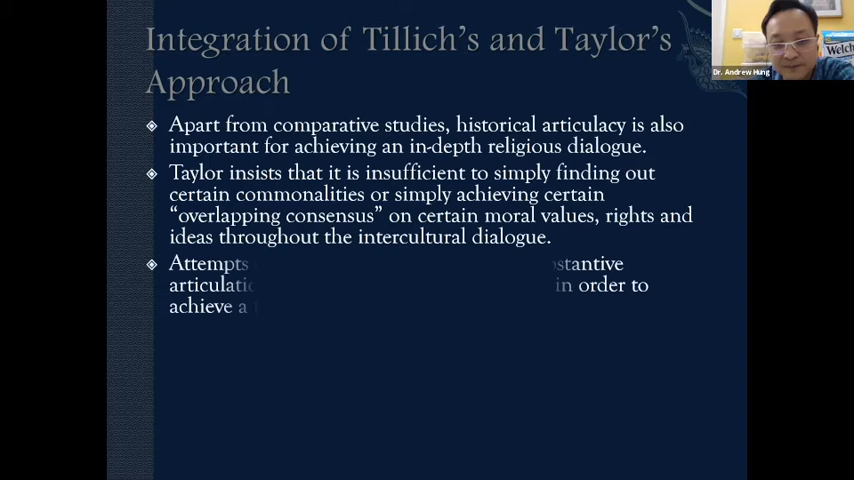 Integration of Tillich's and Taylor's
Approach
Apart from comparative studies, historical articulacy is also
important for achieving an in-depth religious dialogue.
Taylor insists that it is insufficient to simply finding out
certain commonalities or simply achieving certain
“overlapping consensus” on certain moral values, rights and
ideas throughout the intercultural dialogue.
Attempts
in order to
achieve a
Dr. Andrew Hung
Welch